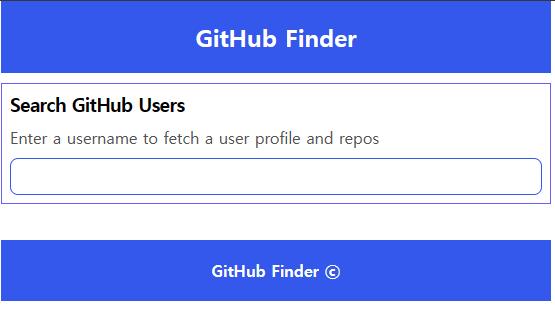 GitHub Finder
Search GitHub Users
Enter a username to fetch a user profile and repos
GitHub Finder ©